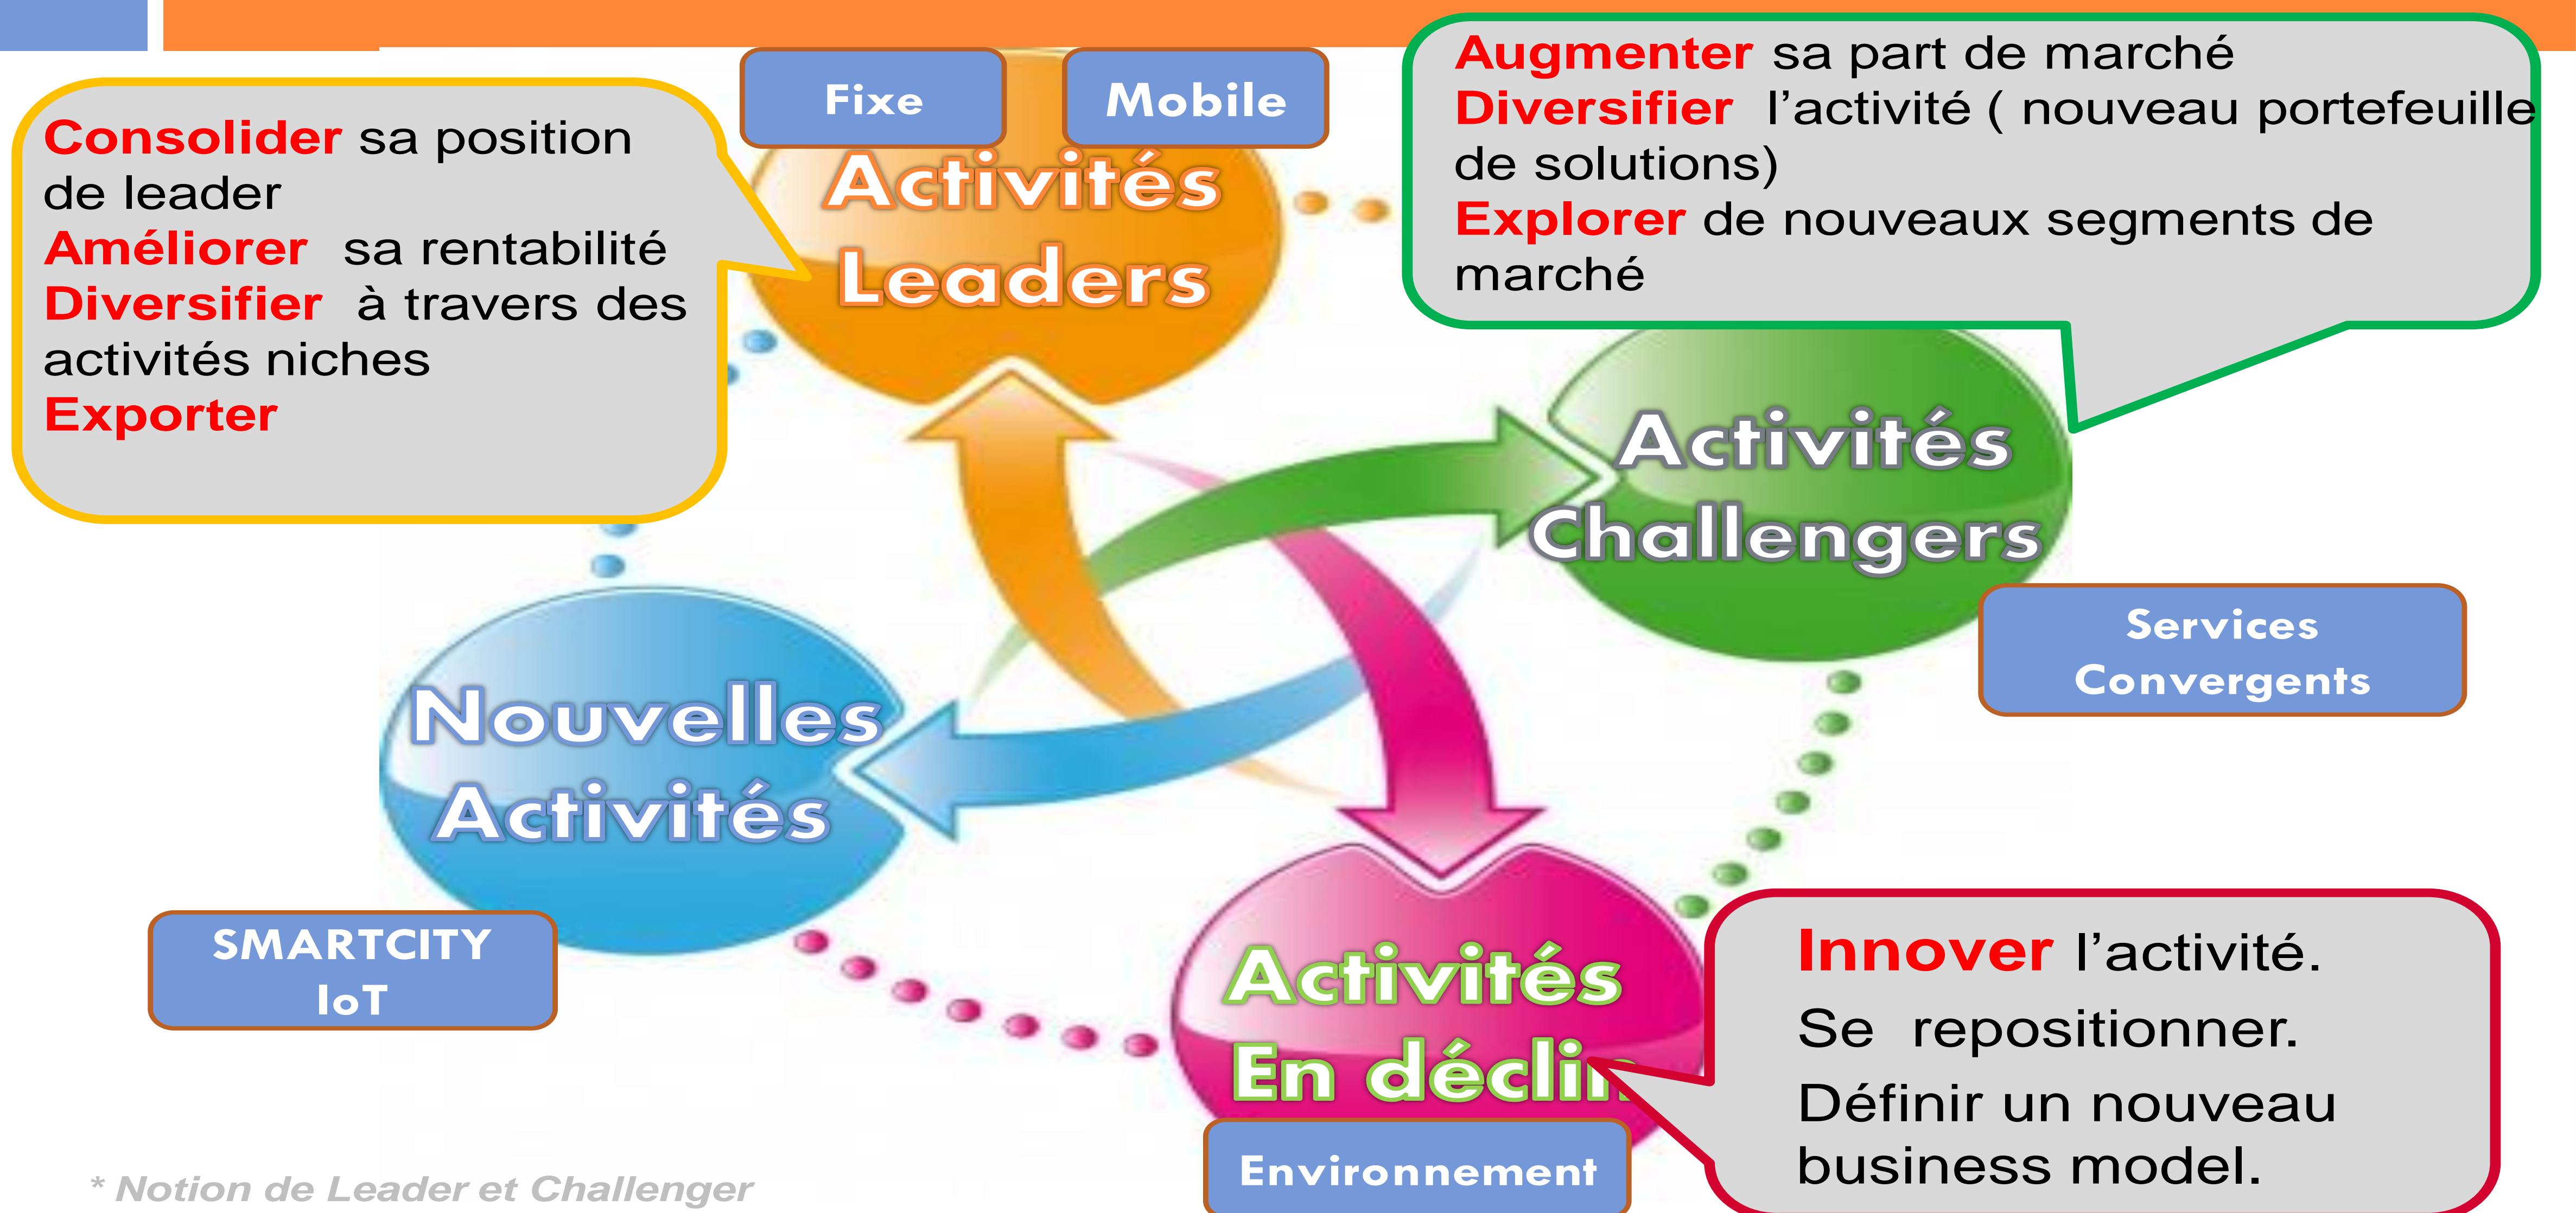 Fixe
Mobile
Activités
Leaders
Consolider sa position
de leader
Améliorer sa rentabilité
Diversifier à travers des
activités niches
Exporter
Augmenter sa part de marché
Diversifier l’activité ( nouveau portefeuille
de solutions)
Explorer de nouveaux segments de
marché
Activités
Challengers
Services
Convergents
Nouvelles
Activités
SMARTCITY
IoT
Activités
En déclin
Environnement
Innover l’activité.
Se repositionner.
Définir un nouveau
business model.
* Notion de Leader et Challenger